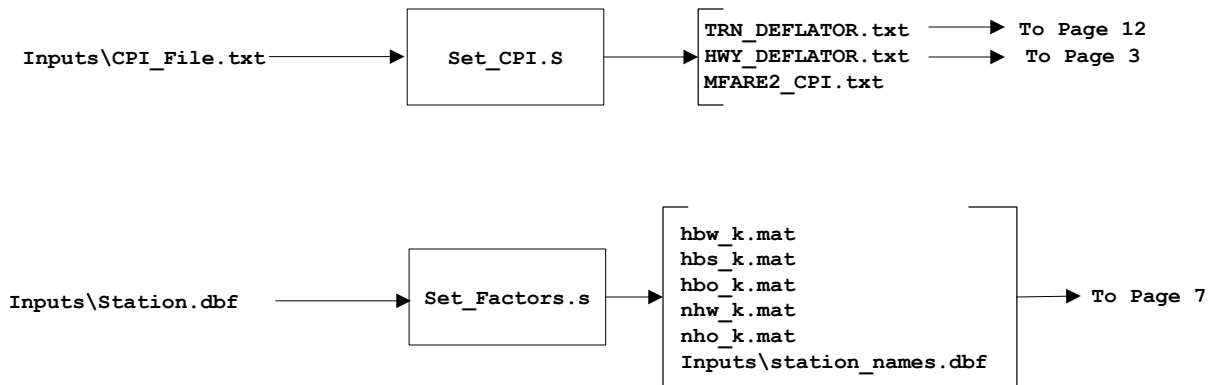 Inputs\CPI_File.txt
Set_CPI.S
TRN_DEFLATOR.txt
To Page 12
HWY_DEFLATOR.txt
To Page 3
MFARE2_CPI.txt
Inputs\Station.dbf
Set_Factors.s
hbw_k.mat
hbs_k.mat
hbo_k.mat
nhw_k.mat
nho_k.mat
Inputs\station_names.dbf
To Page 7